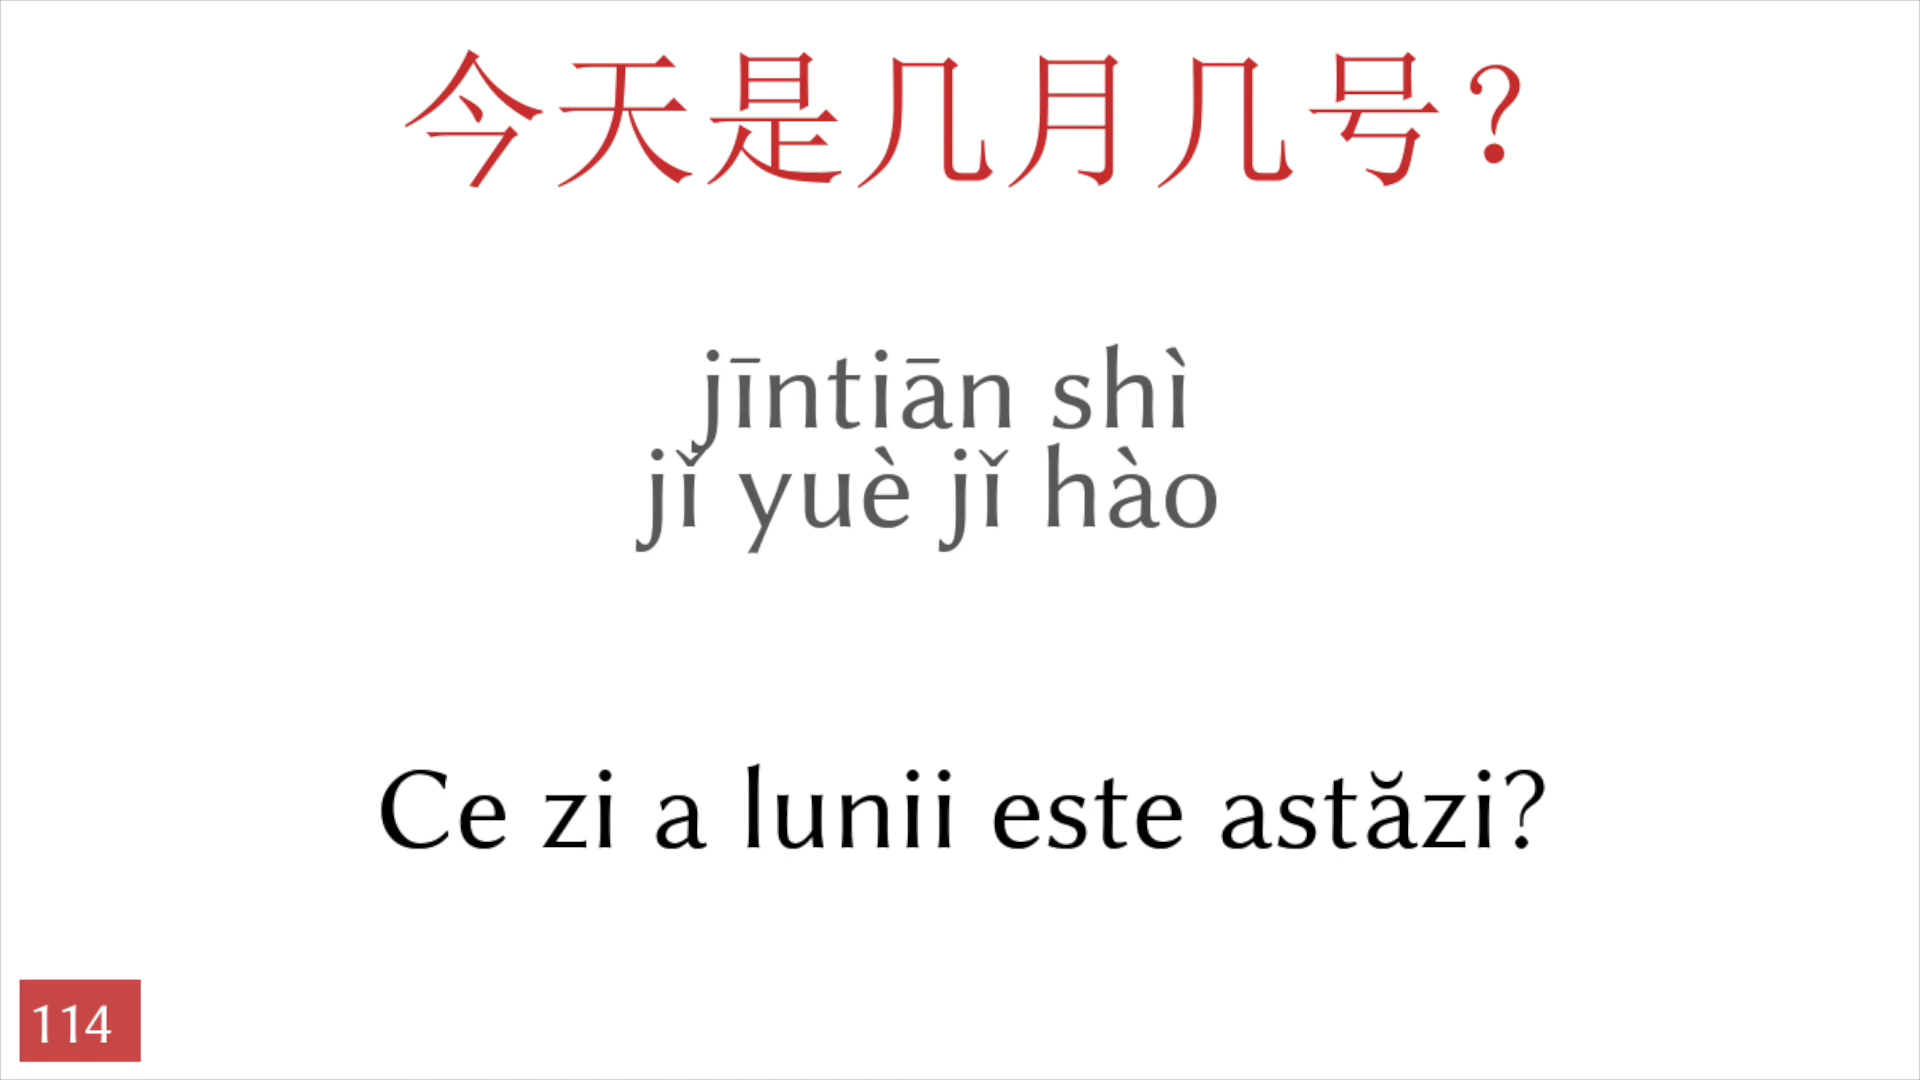 今天是几月几号？
jīntiān shì
jǐ yuè jǐ hào
Ce zi a lunii este astăzi?
114